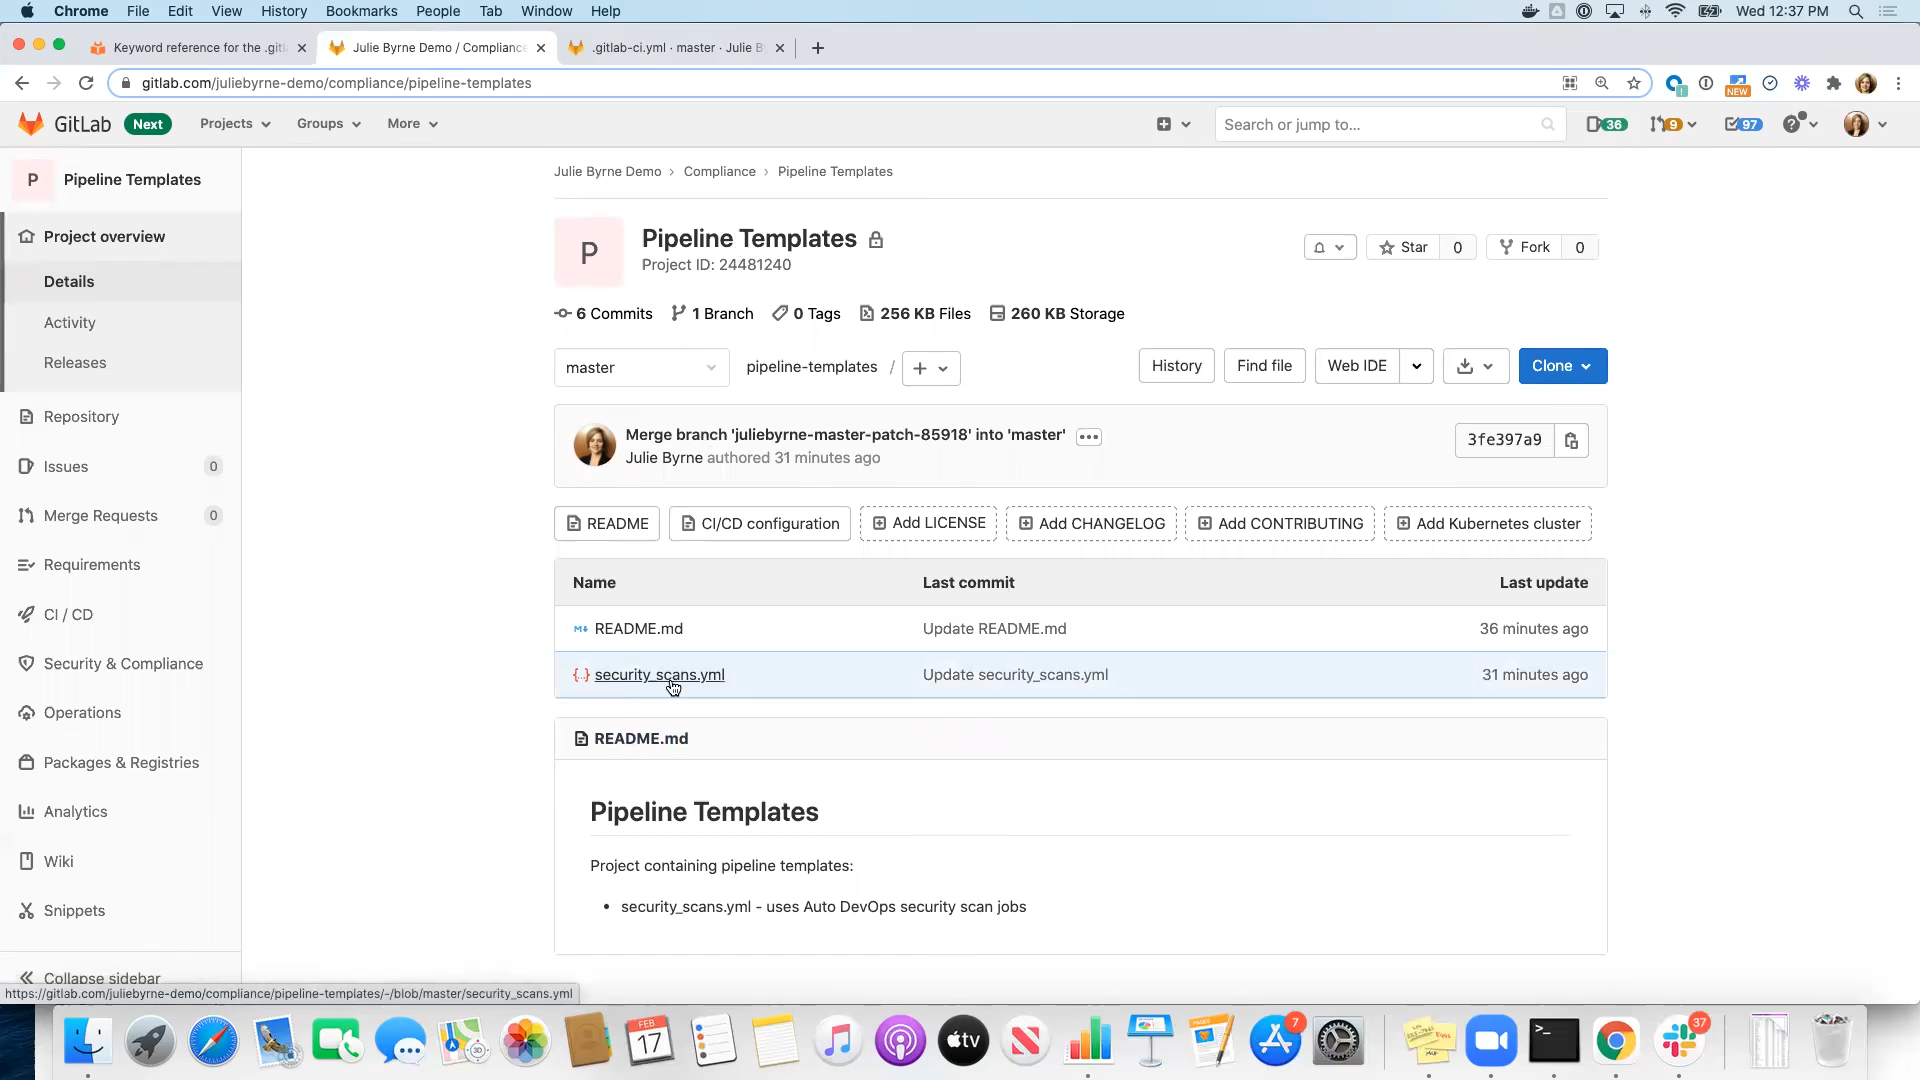 Chrome File Edit View History Bookmarks People Tab Window Help Wed 12:37 PM
Keyword reference for the .gitl Julie Byrne Demo / Compliance .gitlab-ci.yml · master · Julie B
gitlab.com/juliebyrne-demo/compliance/pipeline-templates NEW
GitLab Next Projects Groups More Search or jump to... 36 9 97
P Pipeline Templates
Project overview
Details
Activity
Releases
Repository
Issues 0
Merge Requests 0
Requirements
CI / CD
Security & Compliance
Operations
Packages & Registries
Analytics
Wiki
Snippets
Collapse sidebar
https://gitlab.com/juliebyrne-demo/compliance/pipeline-templates/-/blob/master/security_scans.yml
Julie Byrne Demo › Compliance › Pipeline Templates
P
Pipeline Templates
Project ID: 24481240
Star 0 Fork 0
6 Commits 1 Branch 0 Tags 256 KB Files 260 KB Storage
master pipeline-templates / + History Find file Web IDE Clone
Merge branch 'juliebyrne-master-patch-85918' into 'master'
Julie Byrne authored 31 minutes ago
3fe397a9
README CI/CD configuration Add LICENSE Add CHANGELOG Add CONTRIBUTING Add Kubernetes cluster
Name Last commit Last update
README.md Update README.md 36 minutes ago
security_scans.yml Update security_scans.yml 31 minutes ago
README.md
Pipeline Templates
Project containing pipeline templates:
• security_scans.yml - uses Auto DevOps security scan jobs
3D FEB 17 tv 7 37